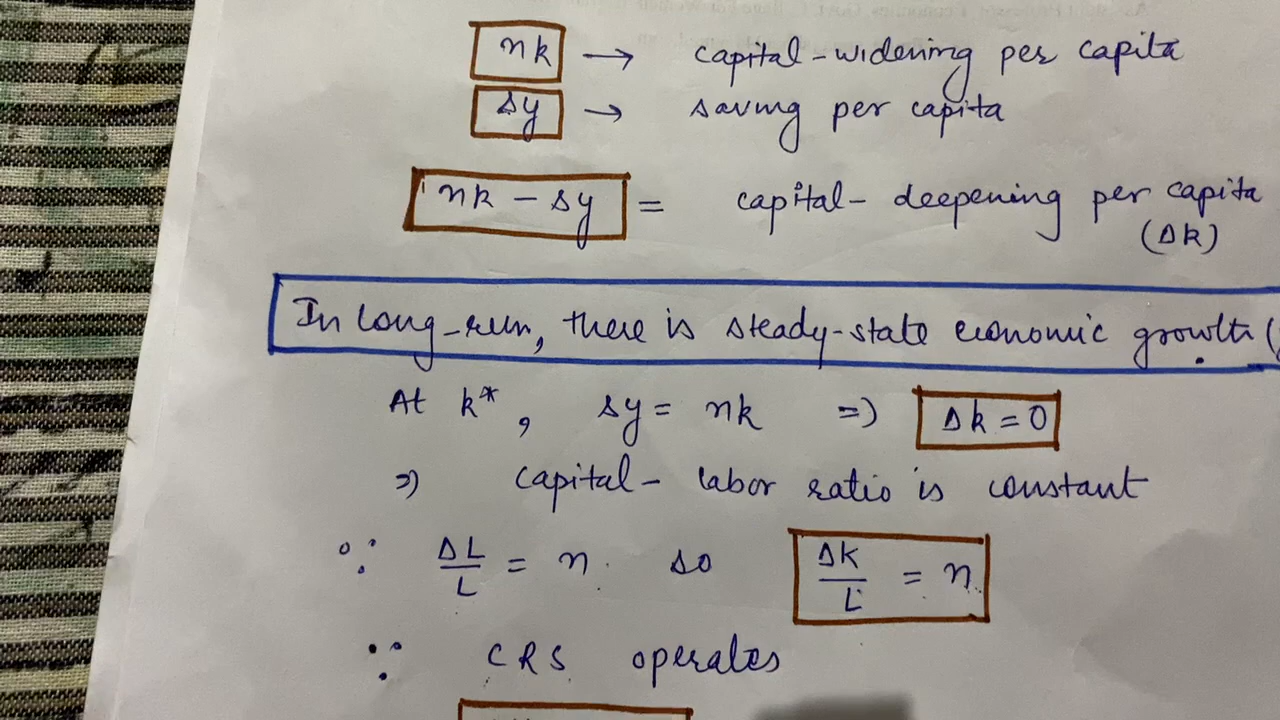 nk → capital-widening per capita
sy → saving per capita
nk - sy = capital-deepening per capita
(Δk)
In long-run, there is steady-state economic growth (
At k*, sy = nk ⇒ Δk = 0
⇒ capital-labor ratio is constant
∵ ΔL/L = n so ΔK/L = n
∵ CRS operates